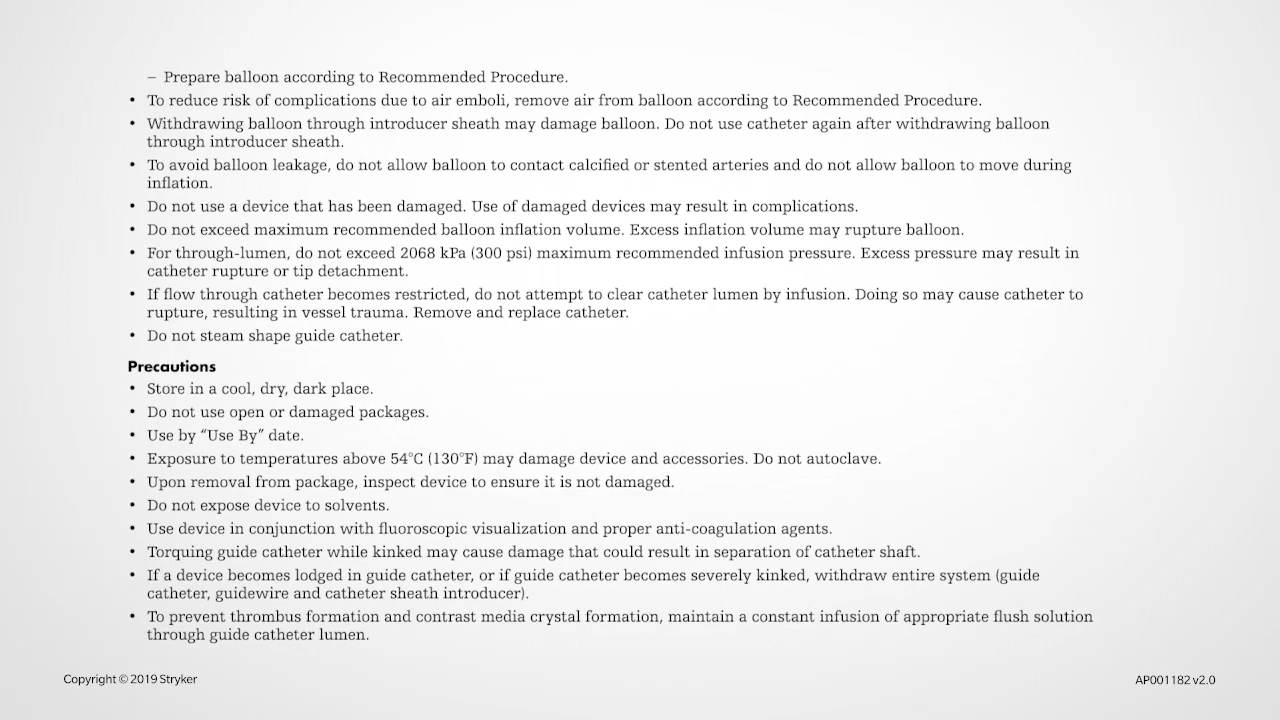 – Prepare balloon according to Recommended Procedure.
• To reduce risk of complications due to air emboli, remove air from balloon according to Recommended Procedure.
• Withdrawing balloon through introducer sheath may damage balloon. Do not use catheter again after withdrawing balloon
through introducer sheath.
• To avoid balloon leakage, do not allow balloon to contact calcified or stented arteries and do not allow balloon to move during
inflation.
• Do not use a device that has been damaged. Use of damaged devices may result in complications.
• Do not exceed maximum recommended balloon inflation volume. Excess inflation volume may rupture balloon.
• For through-lumen, do not exceed 2068 kPa (300 psi) maximum recommended infusion pressure. Excess pressure may result in
catheter rupture or tip detachment.
• If flow through catheter becomes restricted, do not attempt to clear catheter lumen by infusion. Doing so may cause catheter to
rupture, resulting in vessel trauma. Remove and replace catheter.
• Do not steam shape guide catheter.
Precautions
• Store in a cool, dry, dark place.
• Do not use open or damaged packages.
• Use by “Use By” date.
• Exposure to temperatures above 54°C (130°F) may damage device and accessories. Do not autoclave.
• Upon removal from package, inspect device to ensure it is not damaged.
• Do not expose device to solvents.
• Use device in conjunction with fluoroscopic visualization and proper anti-coagulation agents.
• Torquing guide catheter while kinked may cause damage that could result in separation of catheter shaft.
• If a device becomes lodged in guide catheter, or if guide catheter becomes severely kinked, withdraw entire system (guide
catheter, guidewire and catheter sheath introducer).
• To prevent thrombus formation and contrast media crystal formation, maintain a constant infusion of appropriate flush solution
through guide catheter lumen.
Copyright © 2019 Stryker
AP001182 v2.0